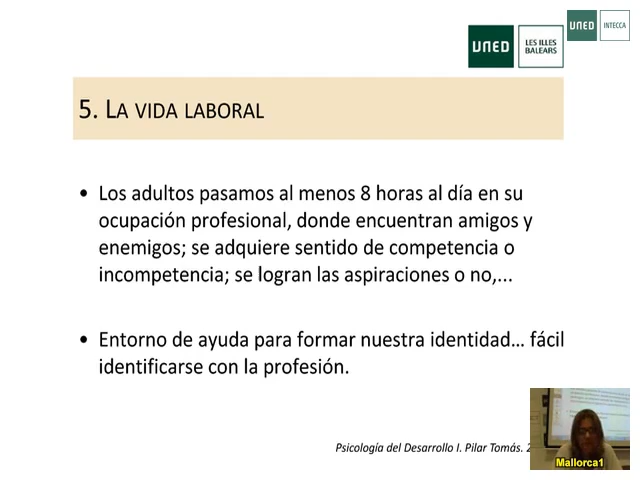 UNED
INTECCA
UNED
LES ILLES
BALEARS
5. LA VIDA LABORAL
• Los adultos pasamos al menos 8 horas al día en su
ocupación profesional, donde encuentran amigos y
enemigos; se adquiere sentido de competencia o
incompetencia; se logran las aspiraciones o no,...
• Entorno de ayuda para formar nuestra identidad... fácil
identificarse con la profesión.
Psicología del Desarrollo I. Pilar Tomás. 2
Mallorca1